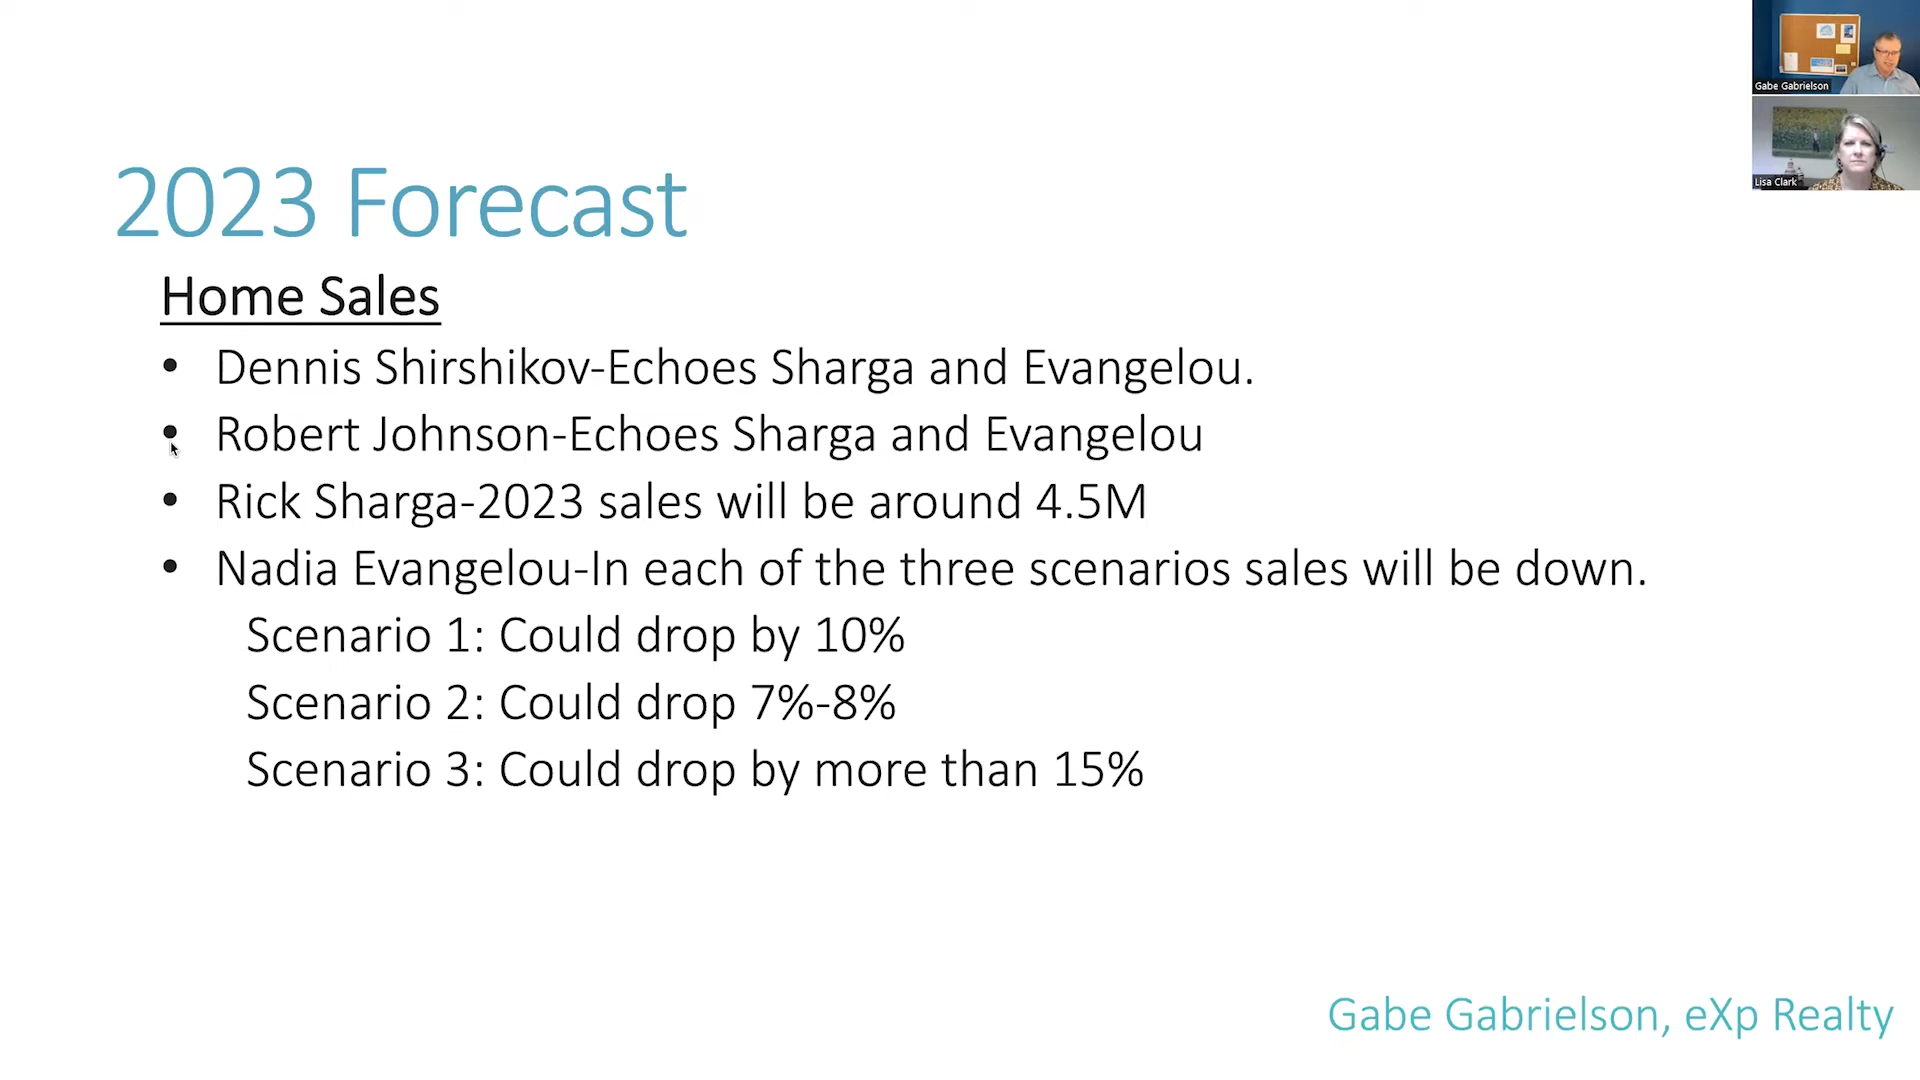 Gabe Gabrielson
Lisa Clark
2023 Forecast
Home Sales
• Dennis Shirshikov-Echoes Sharga and Evangelou.
• Robert Johnson-Echoes Sharga and Evangelou
• Rick Sharga-2023 sales will be around 4.5M
• Nadia Evangelou-In each of the three scenarios sales will be down.
Scenario 1: Could drop by 10%
Scenario 2: Could drop 7%-8%
Scenario 3: Could drop by more than 15%
Gabe Gabrielson, eXp Realty